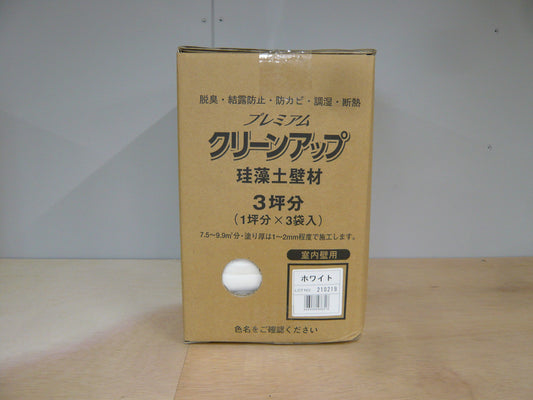 脱臭・結露防止・防カビ・調湿・断熱
プレミアム
クリーンアップ
珪藻土壁材
3坪分
(1坪分×3袋入)
7.5～9.9㎡分・塗り厚は1～2mm程度で施工します。
室内壁用
ホワイト
LOT NO. 210219
色名をご確認ください